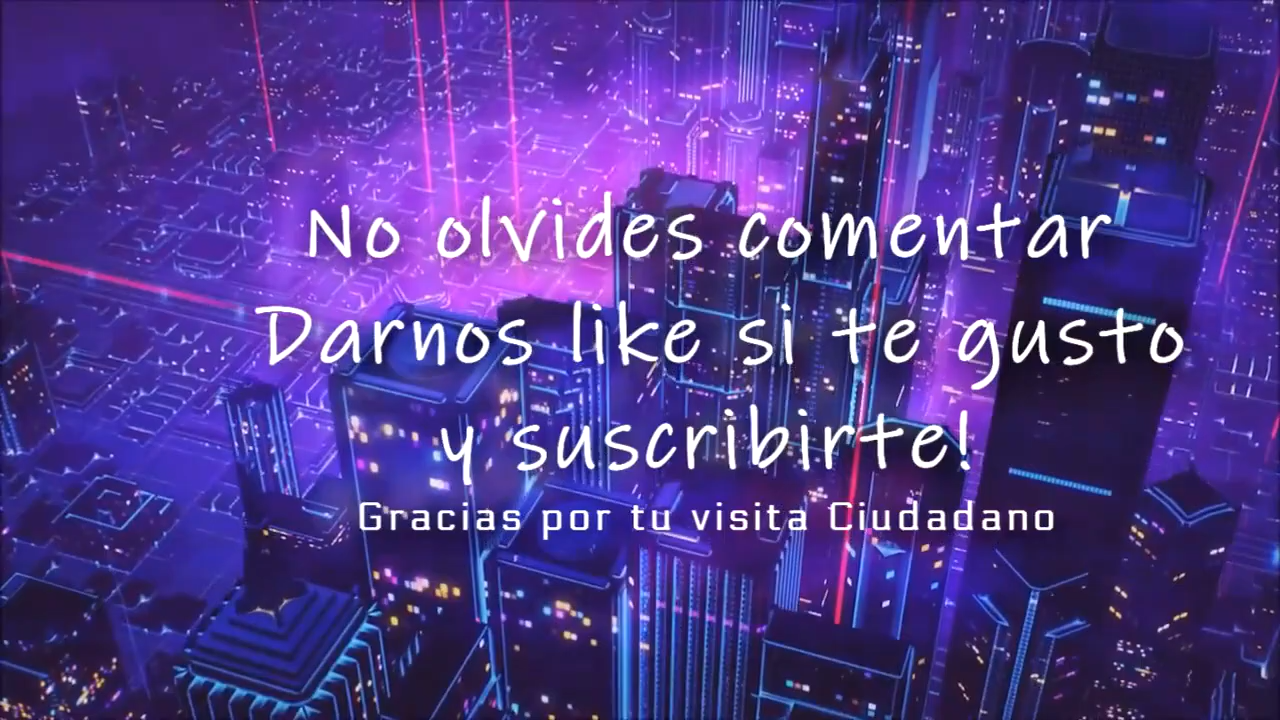 No olvides comentar
Darnos like si te gusto
y suscribirte!
Gracias por tu visita Ciudadano